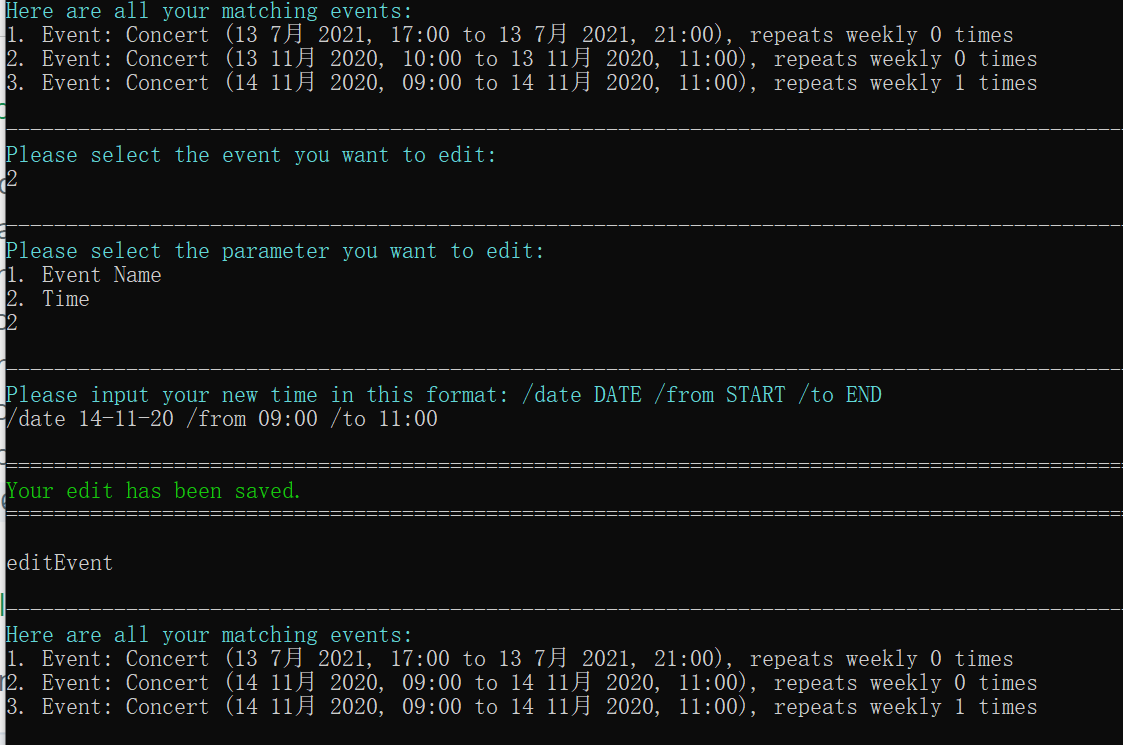 Here are all your matching events:
1. Event: Concert (13 7月 2021, 17:00 to 13 7月 2021, 21:00), repeats weekly 0 times
2. Event: Concert (13 11月 2020, 10:00 to 13 11月 2020, 11:00), repeats weekly 0 times
3. Event: Concert (14 11月 2020, 09:00 to 14 11月 2020, 11:00), repeats weekly 1 times
Please select the event you want to edit:
2
Please select the parameter you want to edit:
1. Event Name
2. Time
2
Please input your new time in this format: /date DATE /from START /to END
/date 14-11-20 /from 09:00 /to 11:00
Your edit has been saved.
editEvent
Here are all your matching events:
1. Event: Concert (13 7月 2021, 17:00 to 13 7月 2021, 21:00), repeats weekly 0 times
2. Event: Concert (14 11月 2020, 09:00 to 14 11月 2020, 11:00), repeats weekly 0 times
3. Event: Concert (14 11月 2020, 09:00 to 14 11月 2020, 11:00), repeats weekly 1 times